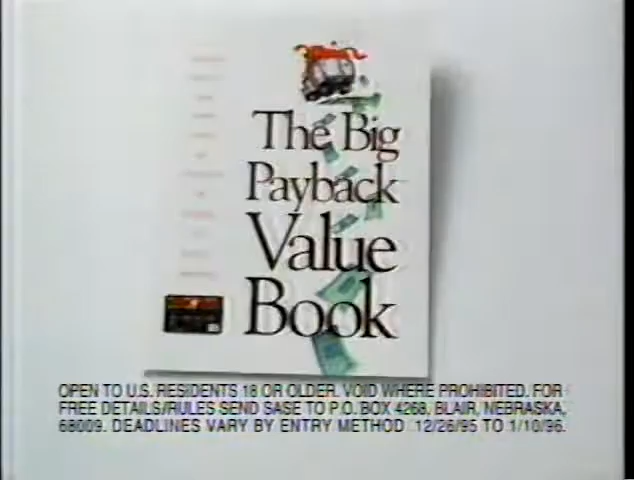 The Big
Payback
Value
Book
OPEN TO U.S. RESIDENTS 18 OR OLDER. VOID WHERE PROHIBITED. FOR
FREE DETAILS/RULES SEND SASE TO P.O. BOX 4268, BLAIR, NEBRASKA,
68009. DEADLINES VARY BY ENTRY METHOD 12/26/95 TO 1/10/96.